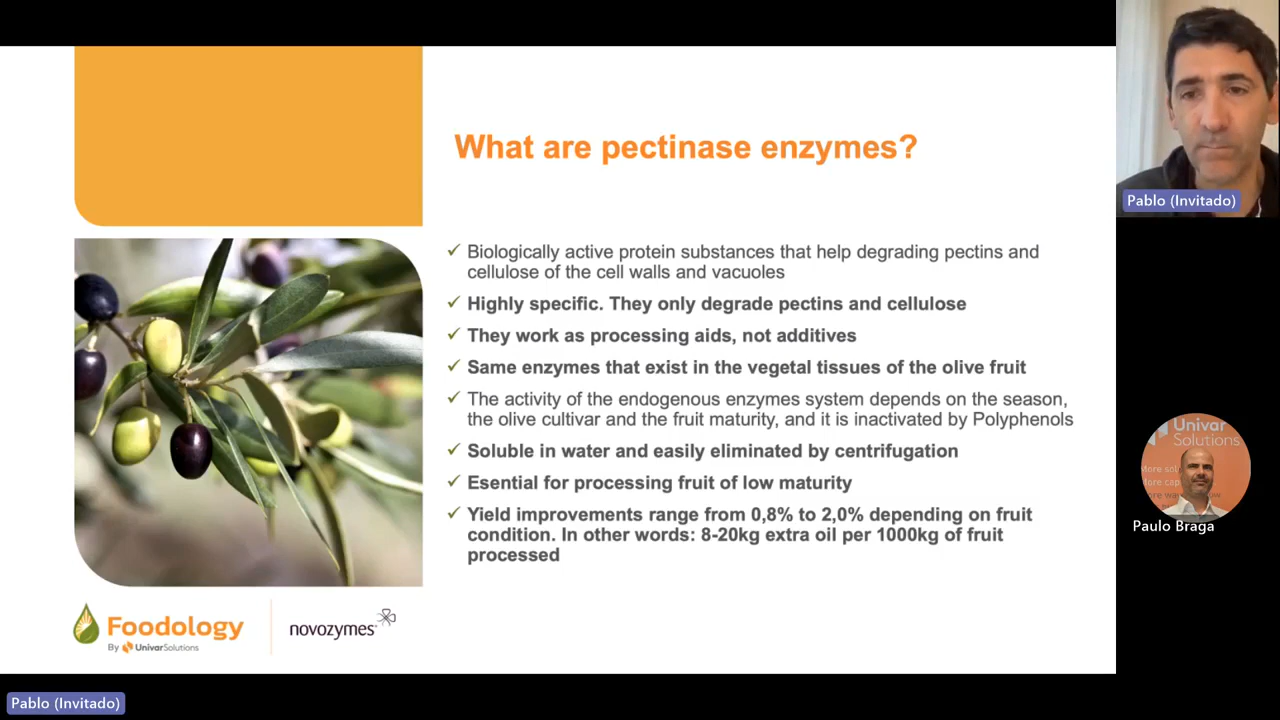 What are pectinase enzymes?
Biologically active protein substances that help degrading pectins and
cellulose of the cell walls and vacuoles
Highly specific. They only degrade pectins and cellulose
They work as processing aids, not additives
Same enzymes that exist in the vegetal tissues of the olive fruit
The activity of the endogenous enzymes system depends on the season,
the olive cultivar and the fruit maturity, and it is inactivated by Polyphenols
Soluble in water and easily eliminated by centrifugation
Esential for processing fruit of low maturity
Yield improvements range from 0,8% to 2,0% depending on fruit
condition. In other words: 8-20kg extra oil per 1000kg of fruit
processed
Foodology
By UnivarSolutions
novozymes
Pablo (Invitado)
Univar
Solutions
Paulo Braga
Pablo (Invitado)